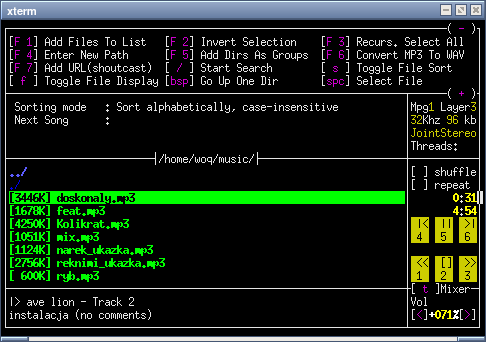 xterm
( - )
[F 1] Add Files To List [F 2] Invert Selection [F 3] Recurs. Select All
[F 4] Enter New Path [F 5] Add Dirs As Groups [F 6] Convert MP3 To WAV
[F 7] Add URL(shoutcast) [ / ] Start Search [ s ] Toggle File Sort
[ f ] Toggle File Display [bsp] Go Up One Dir [spc] Select File
( + )
Sorting mode : Sort alphabetically, case-insensitive
Next Song :
Mpg1 Layer3
32Khz 96 kb
JointStereo
Threads:
/home/woq/music/
../
./
[3446K] doskonaly.mp3
[1678K] feat.mp3
[4250K] Kolikrat.mp3
[1051K] mix.mp3
[1124K] narek_ukazka.mp3
[2756K] reknimi_ukazka.mp3
[ 600K] ryb.mp3
[ ] shuffle
[ ] repeat
0:31
4:54
|< || >|
4 5 6
<< [] >>
1 2 3
[ t ]Mixer
Vol
[<]+071%[>]
|> ave lion - Track 2
instalacja (no comments)